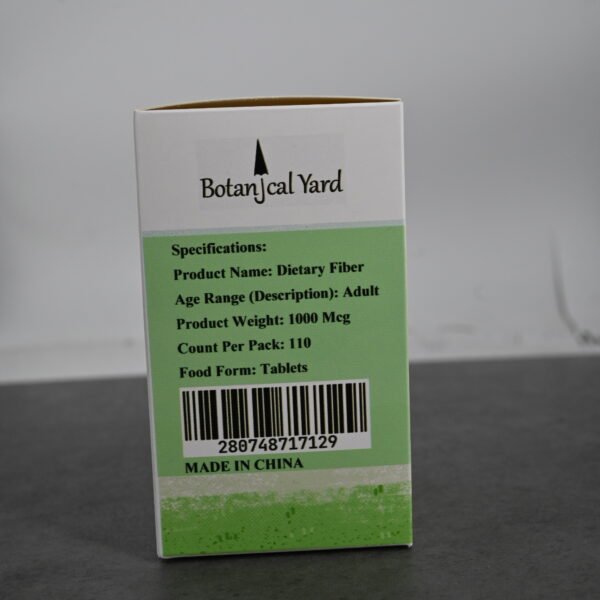 Botanical Yard
Specifications:
Product Name: Dietary Fiber
Age Range (Description): Adult
Product Weight: 1000 Mcg
Count Per Pack: 110
Food Form: Tablets
280748717129
MADE IN CHINA